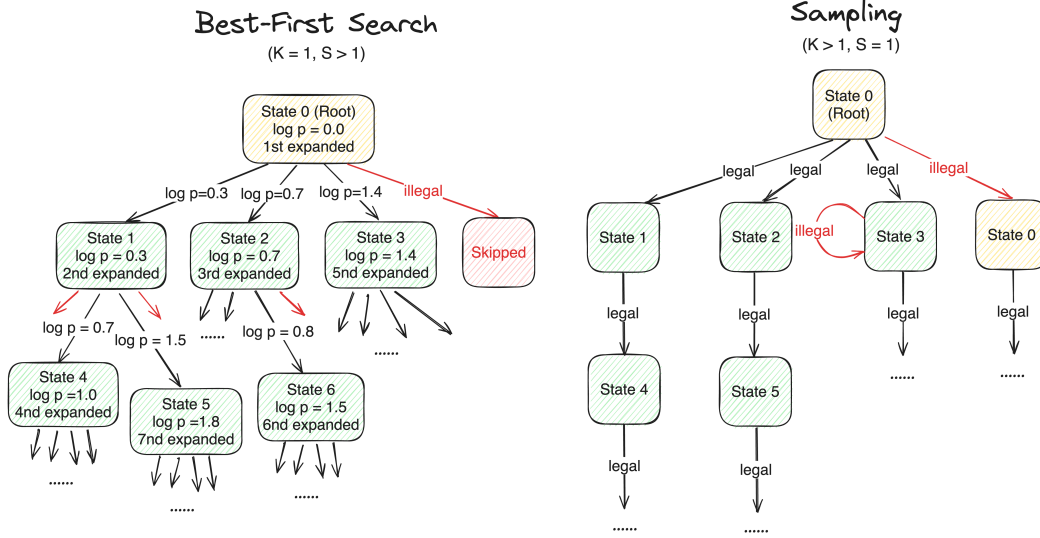 Best-First Search
(K = 1, S > 1)
State 0 (Root)
log p = 0.0
1st expanded
log p=0.3
log p=0.7
log p=1.4
illegal
State 1
log p = 0.3
2nd expanded
State 2
log p = 0.7
3rd expanded
State 3
log p = 1.4
5nd expanded
Skipped
log p = 0.7
log p = 1.5
......
log p = 0.8
......
State 4
log p =1.0
4nd expanded
State 5
log p =1.8
7nd expanded
State 6
log p = 1.5
6nd expanded
......
......
......
Sampling
(K > 1, S = 1)
State 0
(Root)
legal
legal
legal
illegal
State 1
State 2
illegal
State 3
State 0
legal
legal
legal
legal
State 4
State 5
......
......
legal
legal
......
......